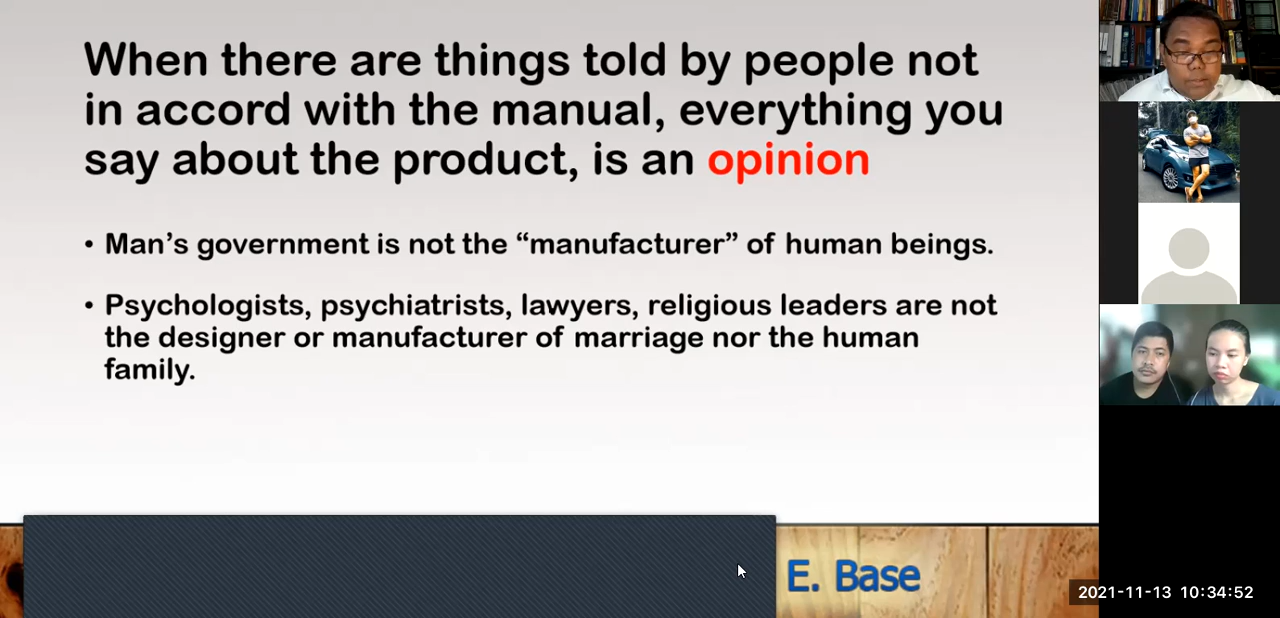 When there are things told by people not
in accord with the manual, everything you
say about the product, is an opinion
• Man’s government is not the “manufacturer” of human beings.
• Psychologists, psychiatrists, lawyers, religious leaders are not
the designer or manufacturer of marriage nor the human
family.
E. Base
2021-11-13 10:34:52